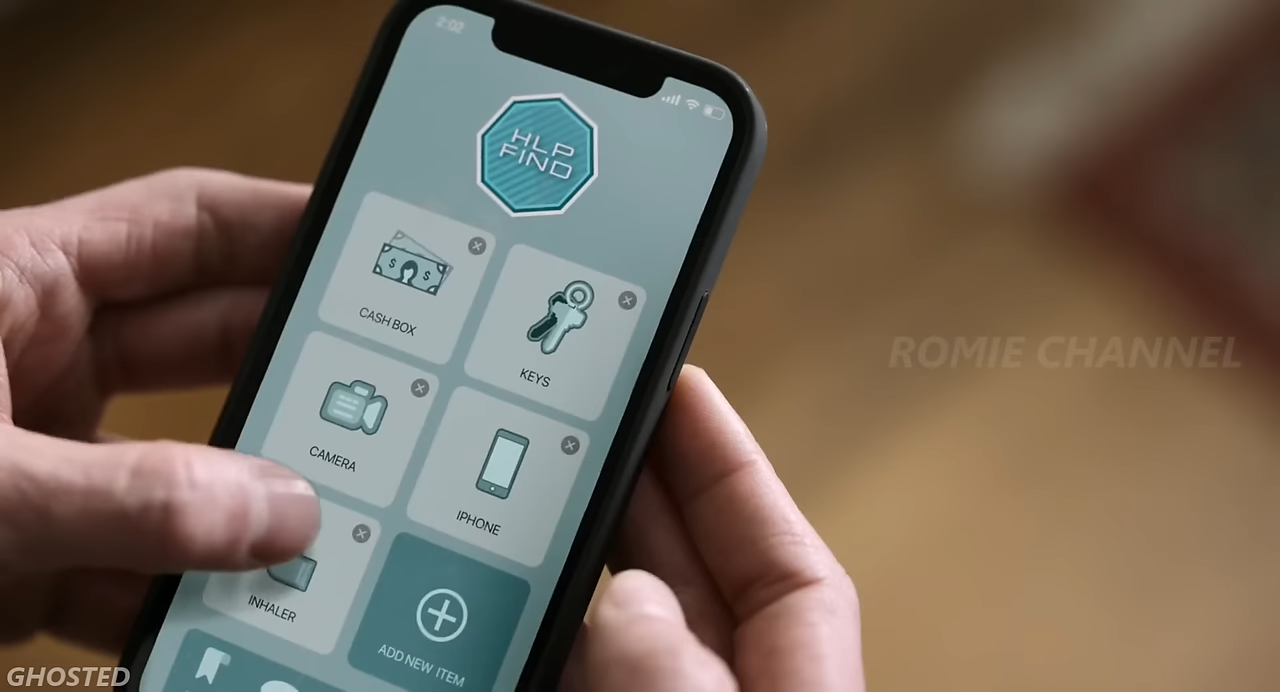 2:02
HLP
FIND
CASH BOX
KEYS
CAMERA
IPHONE
INHALER
ADD NEW ITEM
ROMIE CHANNEL
GHOSTED